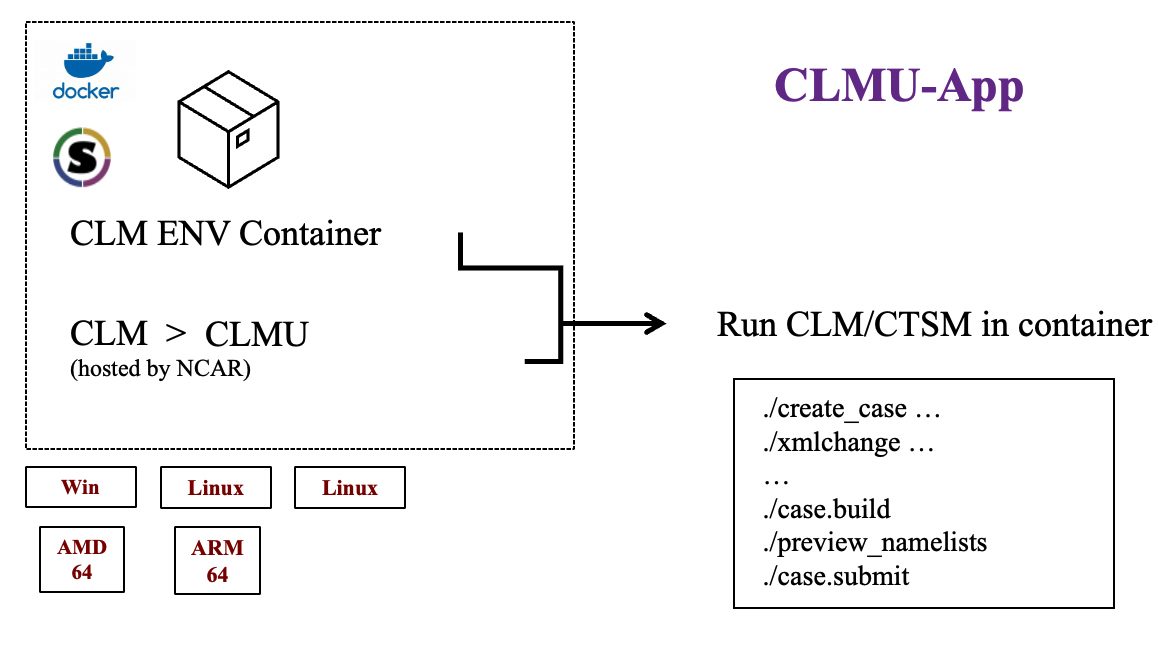 docker
S
CLMU-App
CLM ENV Container
CLM > CLMU
(hosted by NCAR)
Run CLM/CTSM in container
./create_case …
./xmlchange …
…
./case.build
./preview_namelists
./case.submit
Win
Linux
Linux
AMD
64
ARM
64